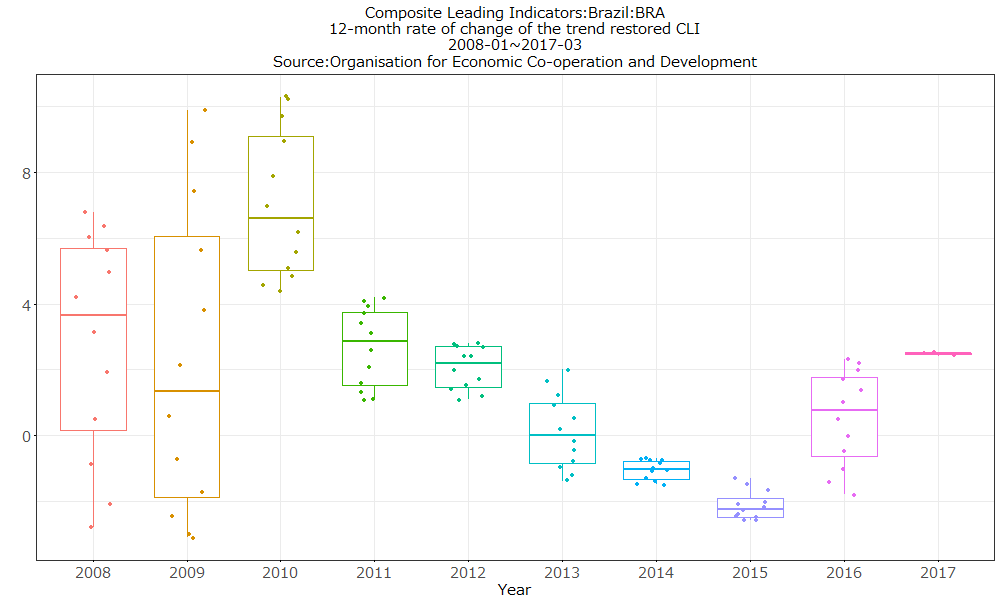 Composite Leading Indicators:Brazil:BRA
12-month rate of change of the trend restored CLI
2008-01~2017-03
Source:Organisation for Economic Co-operation and Development
8
4
0
2008 2009 2010 2011 2012 2013 2014 2015 2016 2017
Year